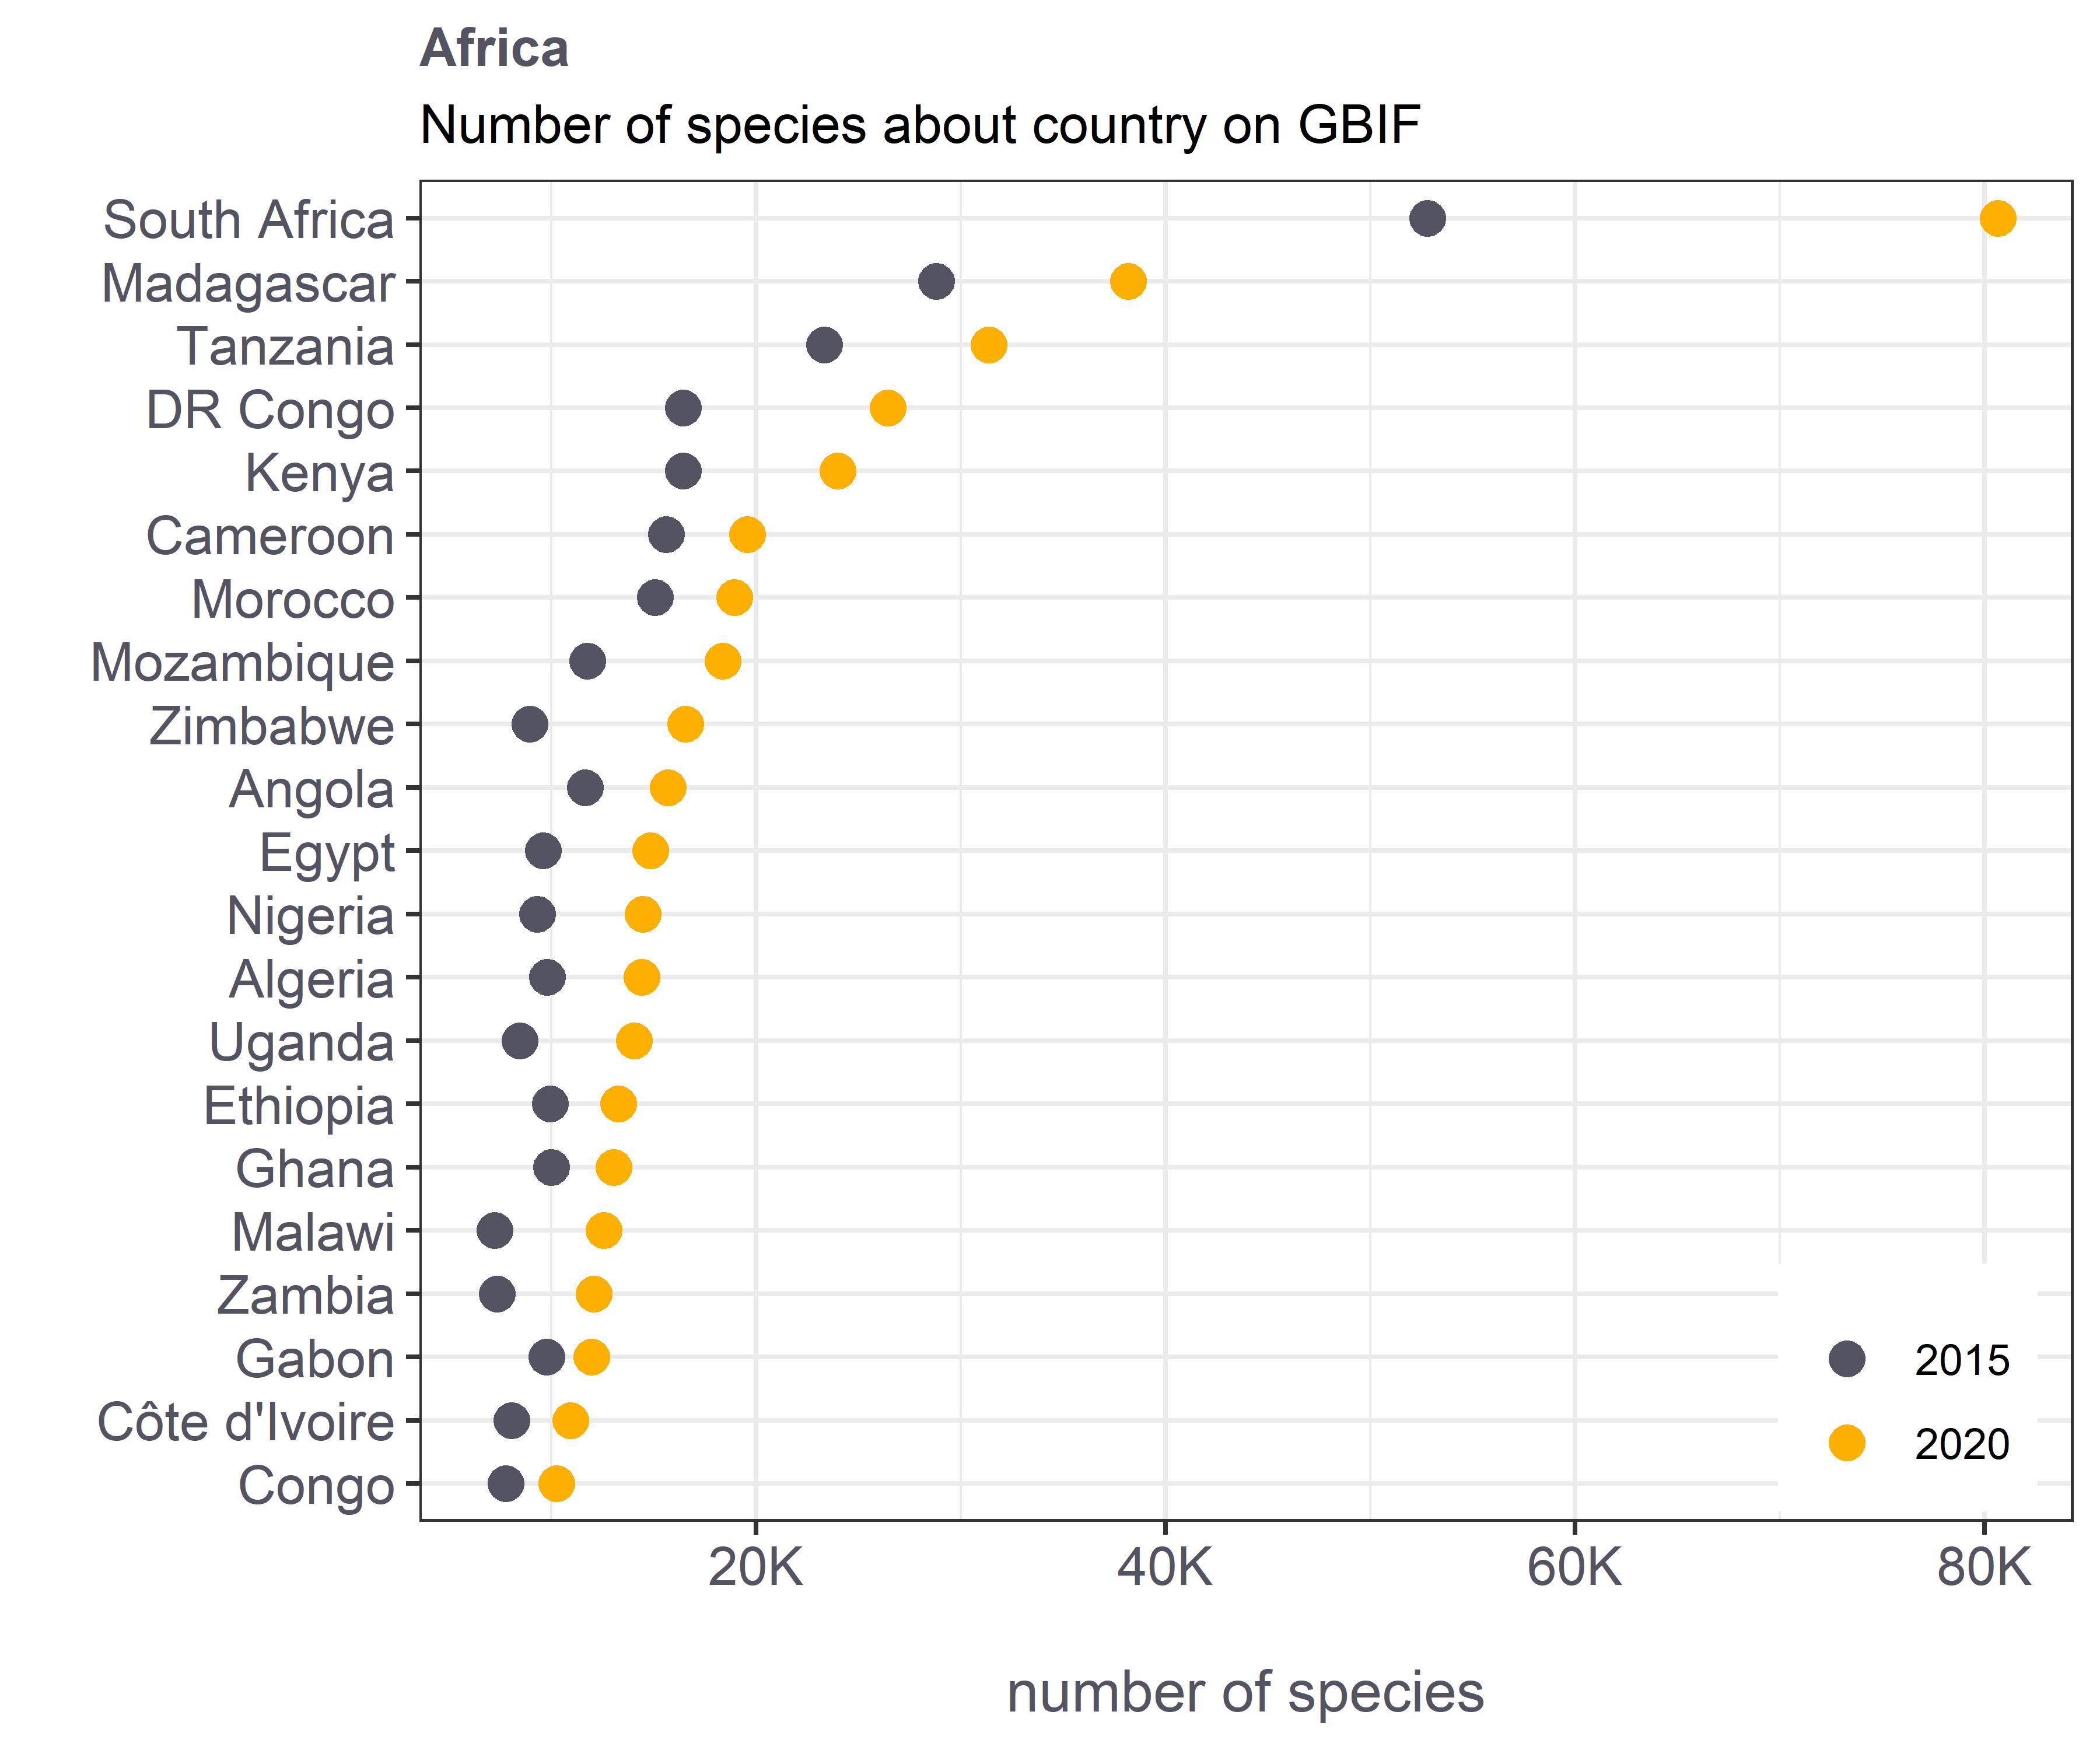 Africa
Number of species about country on GBIF
South Africa
Madagascar
Tanzania
DR Congo
Kenya
Cameroon
Morocco
Mozambique
Zimbabwe
Angola
Egypt
Nigeria
Algeria
Uganda
Ethiopia
Ghana
Malawi
Zambia
Gabon
Côte d'Ivoire
Congo
2015
2020
20K 40K 60K 80K
number of species